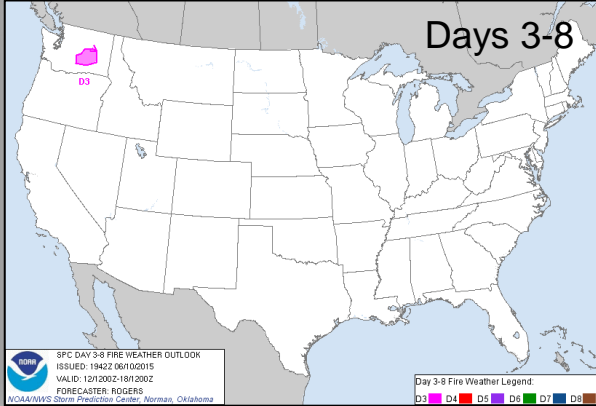 Days 3-8
D3
NOAA
SPC DAY 3-8 FIRE WEATHER OUTLOOK
ISSUED: 1942Z 06/10/2015
VALID: 12/1200Z-18/1200Z
FORECASTER: ROGERS
NOAA/NWS Storm Prediction Center, Norman, Oklahoma
Day 3-8 Fire Weather Legend:
D3 D4 D5 D6 D7 D8